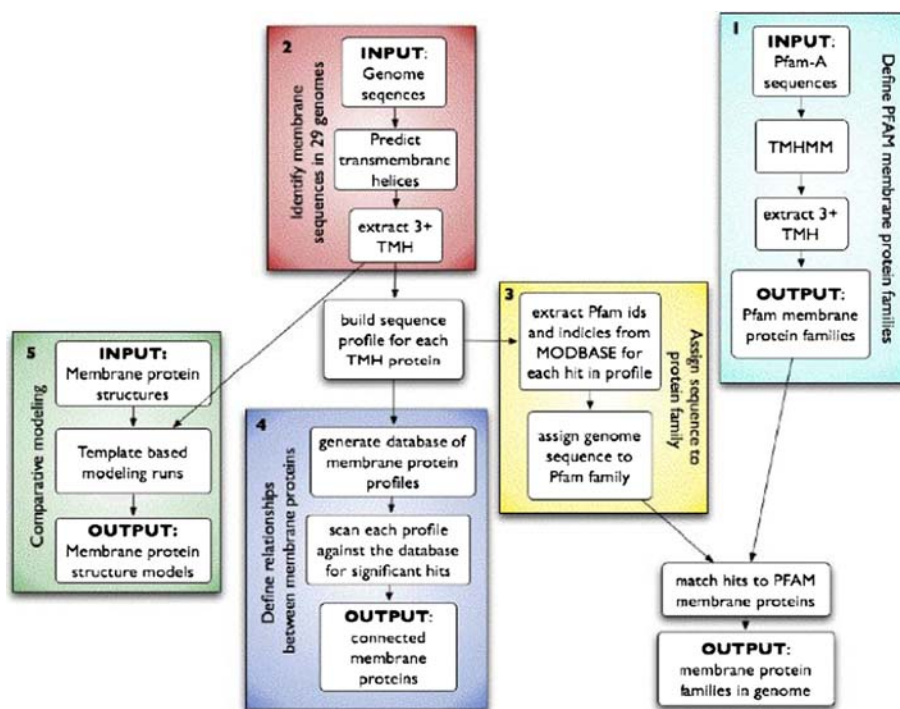 1
INPUT:
Pfam-A
sequences
TMHMM
extract 3+
TMH
OUTPUT:
Pfam membrane
protein families
Define PFAM membrane protein families
2
INPUT:
Genome
seqences
Predict
transmembrane
helices
extract 3+
TMH
Identify membrane
sequences in 29 genomes
build sequence
profile for each
TMH protein
3
extract Pfam ids
and indicies from
MODBASE for
each hit in profile
assign genome
sequence to
Pfam family
Assign sequence to
protein family
4
generate database of
membrane protein
profiles
scan each profile
against the database
for significant hits
OUTPUT:
connected
membrane
proteins
Define relationships
between membrane proteins
5
INPUT:
Membrane protein
structures
Template based
modeling runs
OUTPUT:
Membrane protein
structure models
Comparative modeling
match hits to PFAM
membrane proteins
OUTPUT:
membrane protein
families in genome